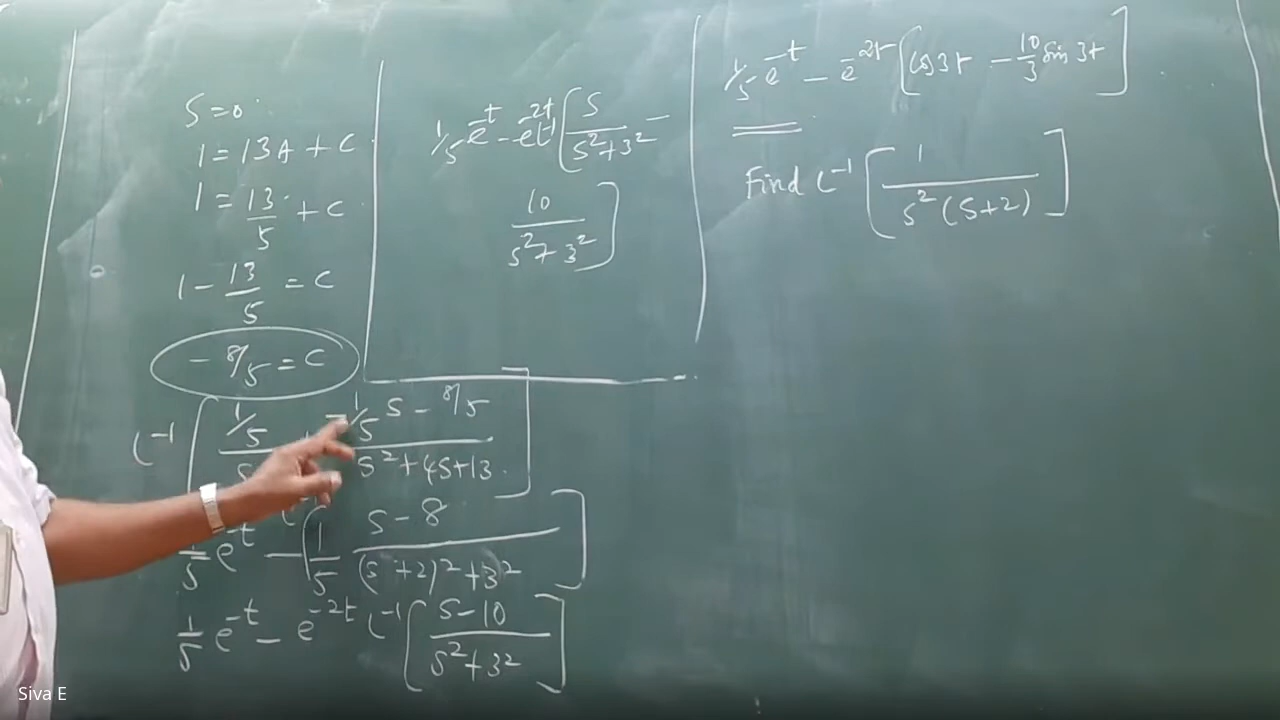 S=0
1=13A+C
1=13/5+C
1-13/5=C
-8/5=C
L⁻¹[(1/5)/s + (-1/5 s-8/5)/(s²+4s+13)]
1/5 e^-t - L⁻¹[1/5 (s-8)/((s+2)²+3²)]
1/5 e^-t - e^-2t L⁻¹[(s-10)/(s²+3²)]
1/5 e^-t - e^-2t L⁻¹[s/(s²+3²) -
10/(s²+3²)]
1/5 e^-t - e^-2t [cos3t - 10/3 sin 3t]
Find L⁻¹[1/(s²(s+2))]
Siva E